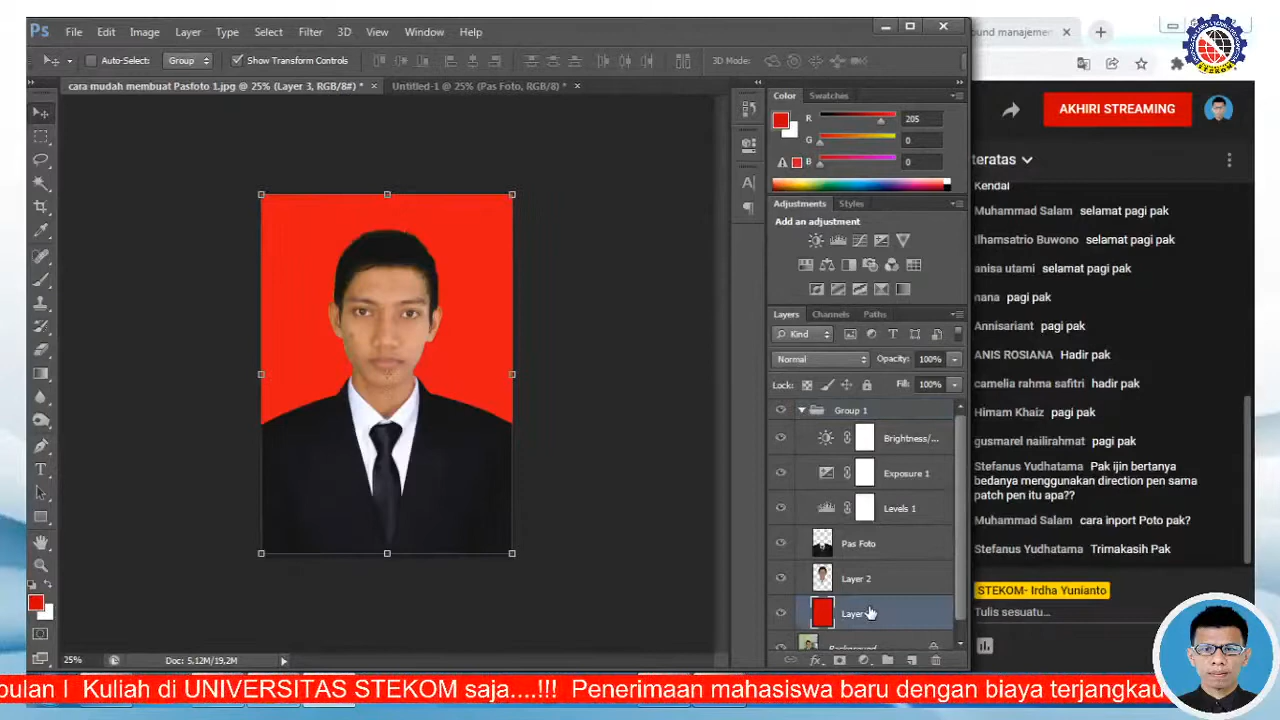 Ps File Edit Image Layer Type Select Filter 3D View Window Help
Auto-Select: Group Show Transform Controls 3D Mode:
cara mudah membuat Pasfoto 1.jpg @ 25% (Layer 3, RGB/8#) * × Untitled-1 @ 25% (Pas Foto, RGB/8) * ×
Color Swatches
R 205
G 0
B 0
Adjustments Styles
Add an adjustment
Layers Channels Paths
Kind
Normal Opacity: 100%
Lock: Fill: 100%
Group 1
Brightness/...
Exposure 1
Levels 1
Pas Foto
Layer 2
Layer
Background
25% Doc: 5,12M/19,2M
ound manajemen
STEKOM
AKHIRI STREAMING
teratas
Kendal
Muhammad Salam selamat pagi pak
Ilhamsatrio Buwono selamat pagi pak
anisa utami selamat pagi pak
nana pagi pak
Annisariant pagi pak
ANIS ROSIANA Hadir pak
camelia rahma safitri hadir pak
Himam Khaiz pagi pak
gusmarel nailirahmat pagi pak
Stefanus Yudhatama Pak ijin bertanya
bedanya menggunakan direction pen sama
patch pen itu apa??
Muhammad Salam cara inport Poto pak?
Stefanus Yudhatama Trimakasih Pak
STEKOM- Irdha Yunianto
Tulis sesuatu...
oulan I Kuliah di UNIVERSITAS STEKOM saja....!!! Penerimaan mahasiswa baru dengan biaya terjangkau